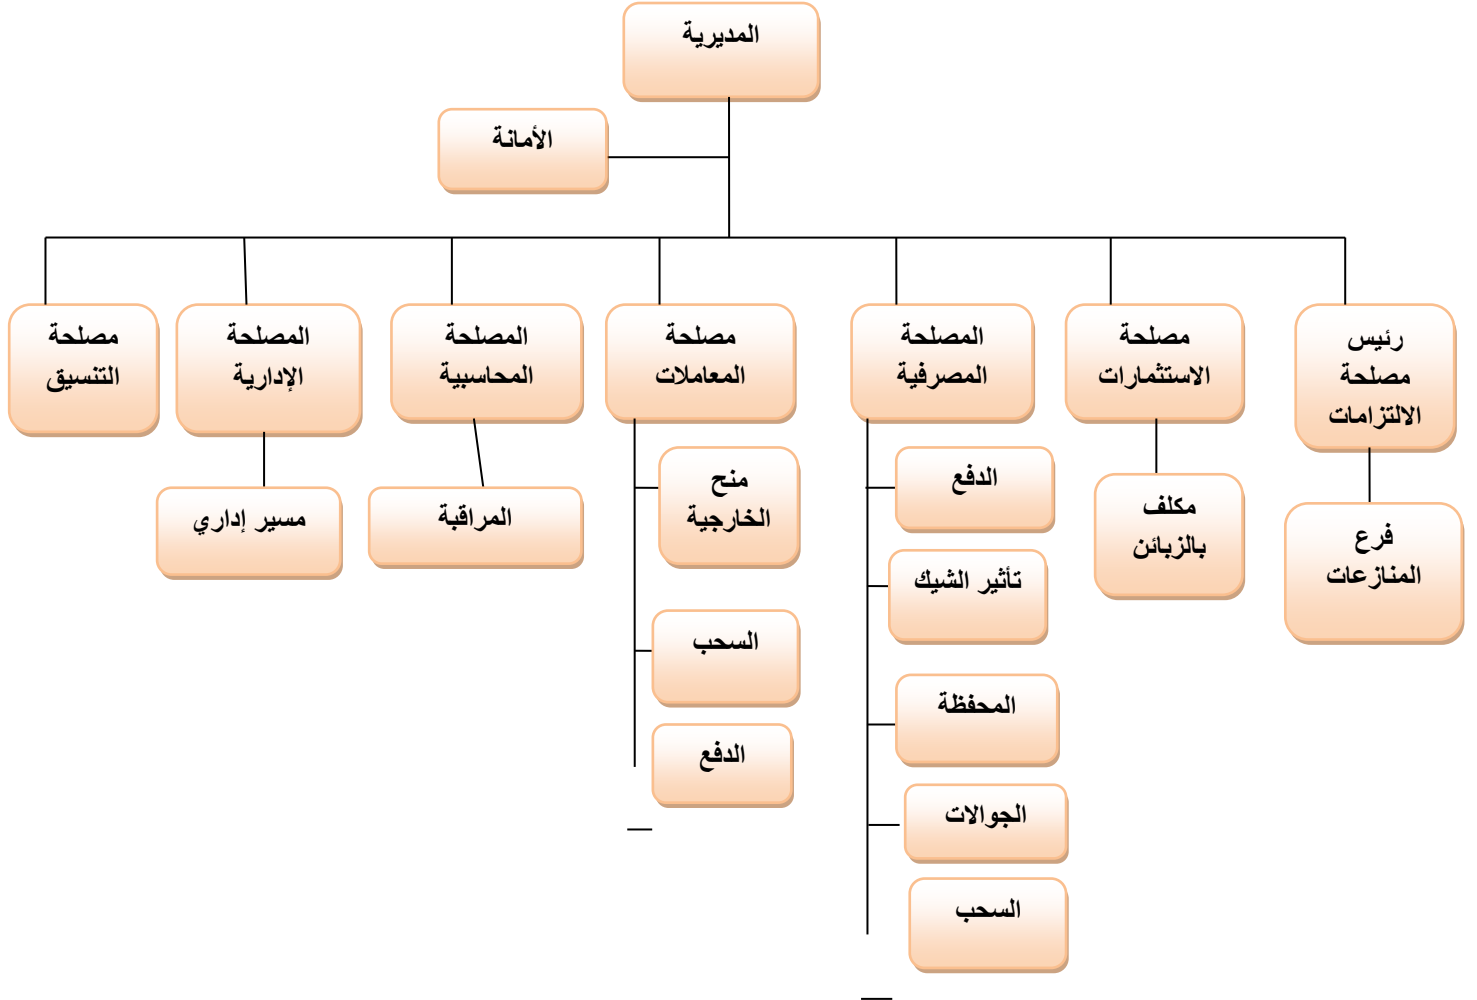 المديرية
الأمانة
رئيس
مصلحة
الالتزامات
مصلحة
الاستثمارات
المصلحة
المصرفية
مصلحة
المعاملات
المصلحة
المحاسبية
المصلحة
الإدارية
مصلحة
التنسيق
فرع
المنازعات
مكلف
بالزبائن
الدفع
تأثير الشيك
المحفظة
الجوالات
السحب
منح
الخارجية
السحب
الدفع
المراقبة
مسير إداري